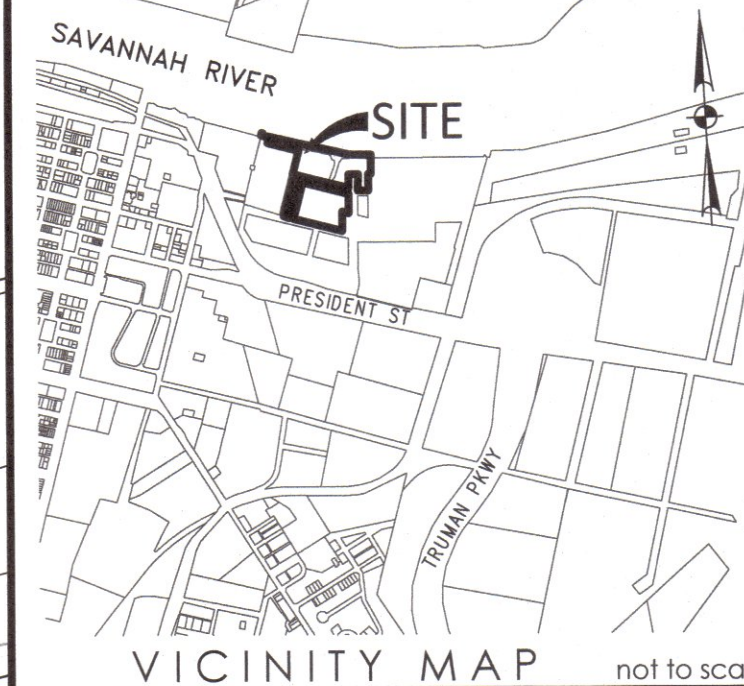 SAVANNAH RIVER
SITE
PRESIDENT ST
TRUMAN PKWY
VICINITY MAP not to sca